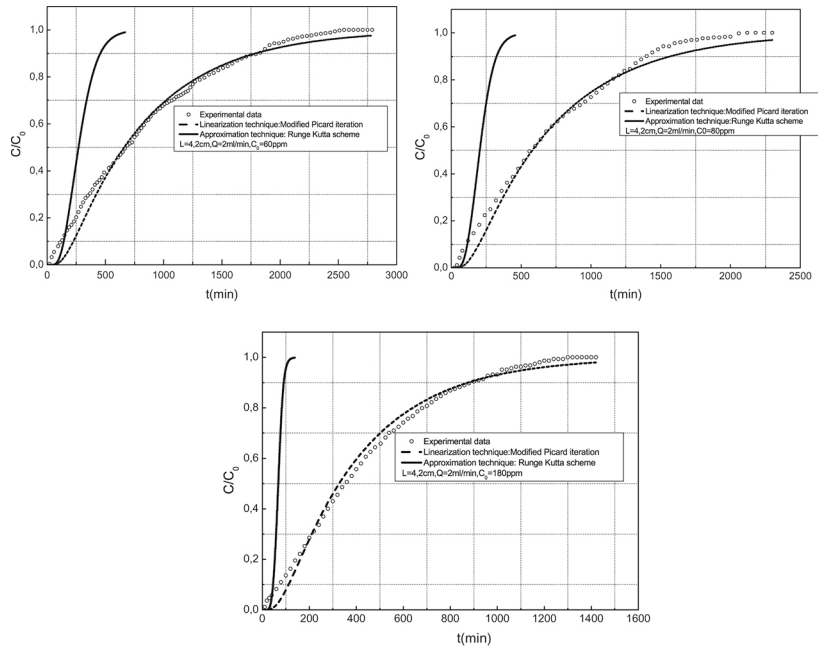 1,0
0,8
0,6
0,4
0,2
0,0
C/C0
Experimental data
Linearization technique:Modified Picard iteration
Approximation technique: Runge Kutta scheme
L=4,2cm,Q=2ml/min,C0=60ppm
0 500 1000 1500 2000 2500 3000
t(min)
1,0
0,8
0,6
0,4
0,2
0,0
C/C0
Experimental dat
Linearization technique:Modified Picard iteration
Approximation technique:Runge Kutta scheme
L=4,2cm,Q=2ml/min,C0=80ppm
0 500 1000 1500 2000 2500
t(min)
1,0
0,8
0,6
0,4
0,2
0,0
C/C0
Experimental data
Linearization technique:Modified Picard iteration
Approximation technique: Runge Kutta scheme
L=4,2cm,Q=2ml/min,C0=180ppm
0 200 400 600 800 1000 1200 1400 1600
t(min)